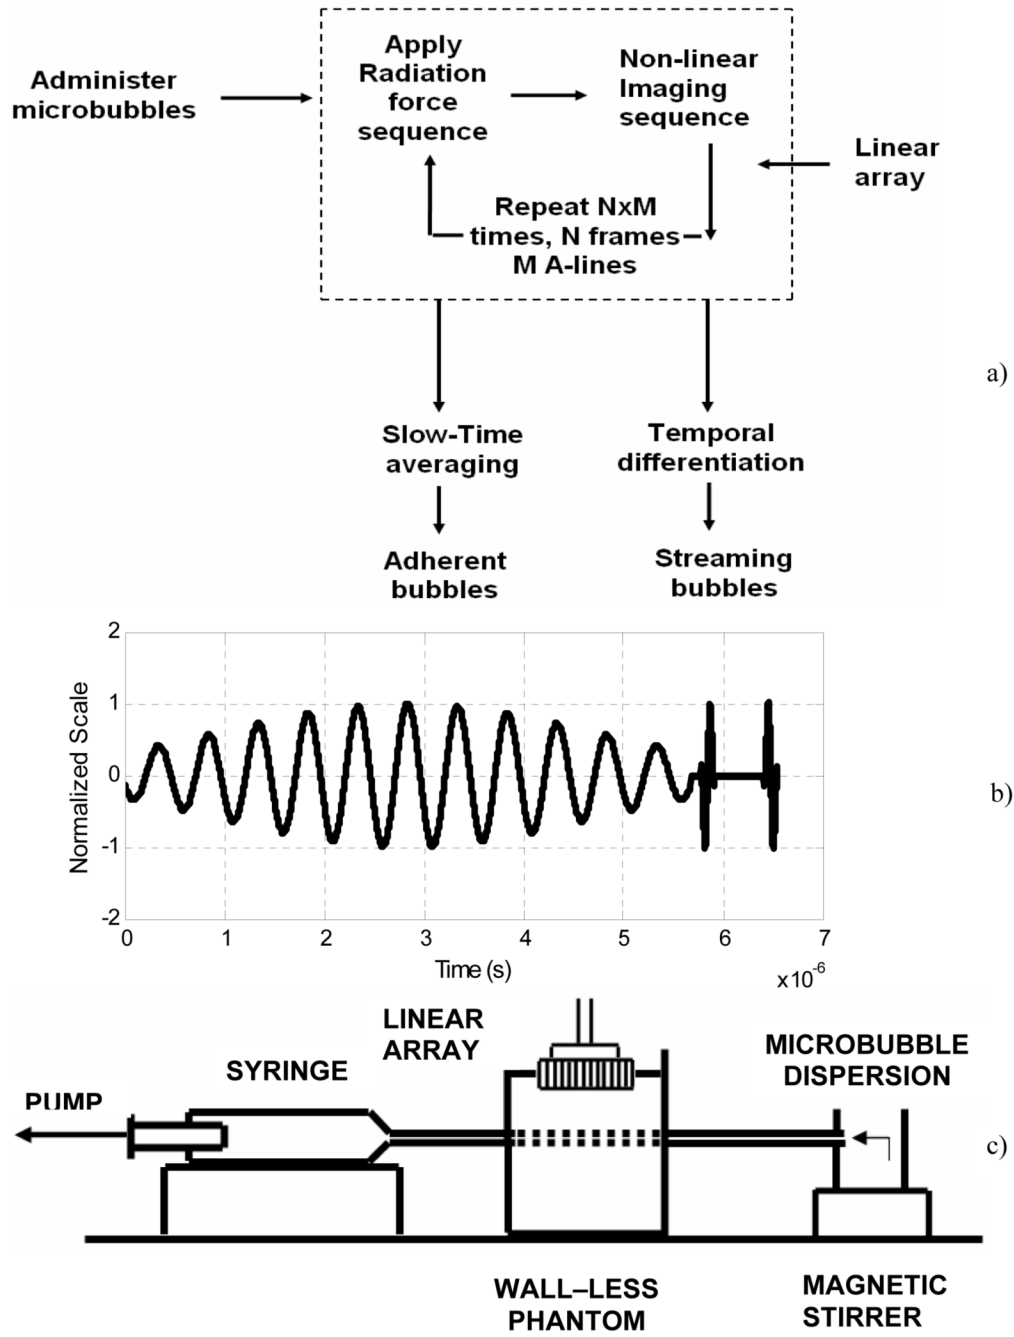 Administer
microbubbles
Apply
Radiation
force
sequence
Non-linear
Imaging
sequence
Linear
array
Repeat NxM
times, N frames
M A-lines
a)
Slow-Time
averaging
Temporal
differentiation
Adherent
bubbles
Streaming
bubbles
2
1
0
-1
-2
Normalized Scale
0 1 2 3 4 5 6 7
Time (s)
x10-6
b)
LINEAR
ARRAY
SYRINGE
PUMP
MICROBUBBLE
DISPERSION
c)
WALL–LESS
PHANTOM
MAGNETIC
STIRRER